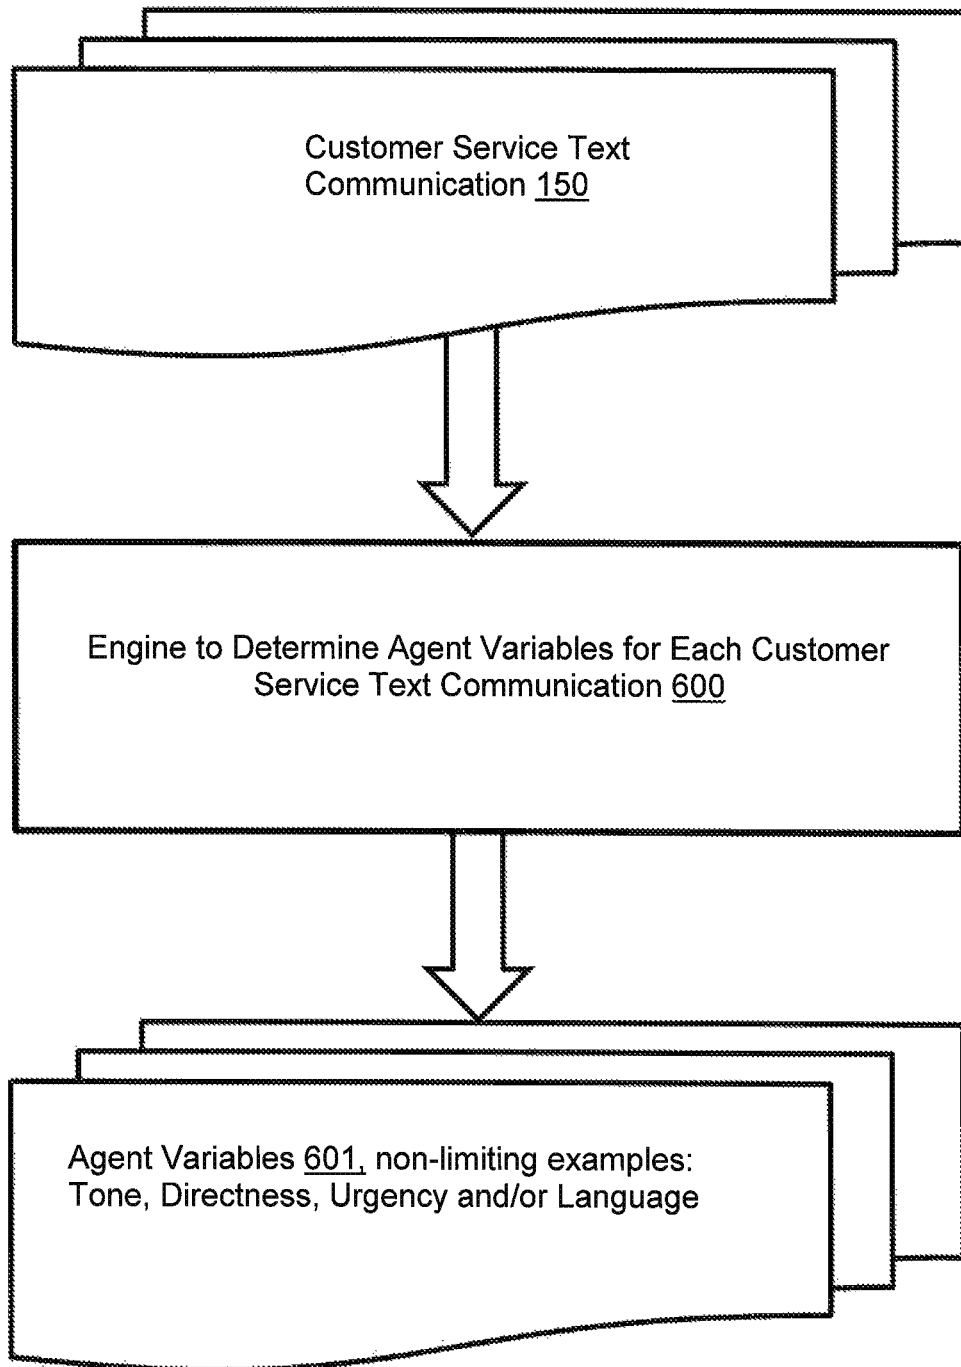 Customer Service Text
Communication 150
Engine to Determine Agent Variables for Each Customer
Service Text Communication 600
Agent Variables 601, non-limiting examples:
Tone, Directness, Urgency and/or Language